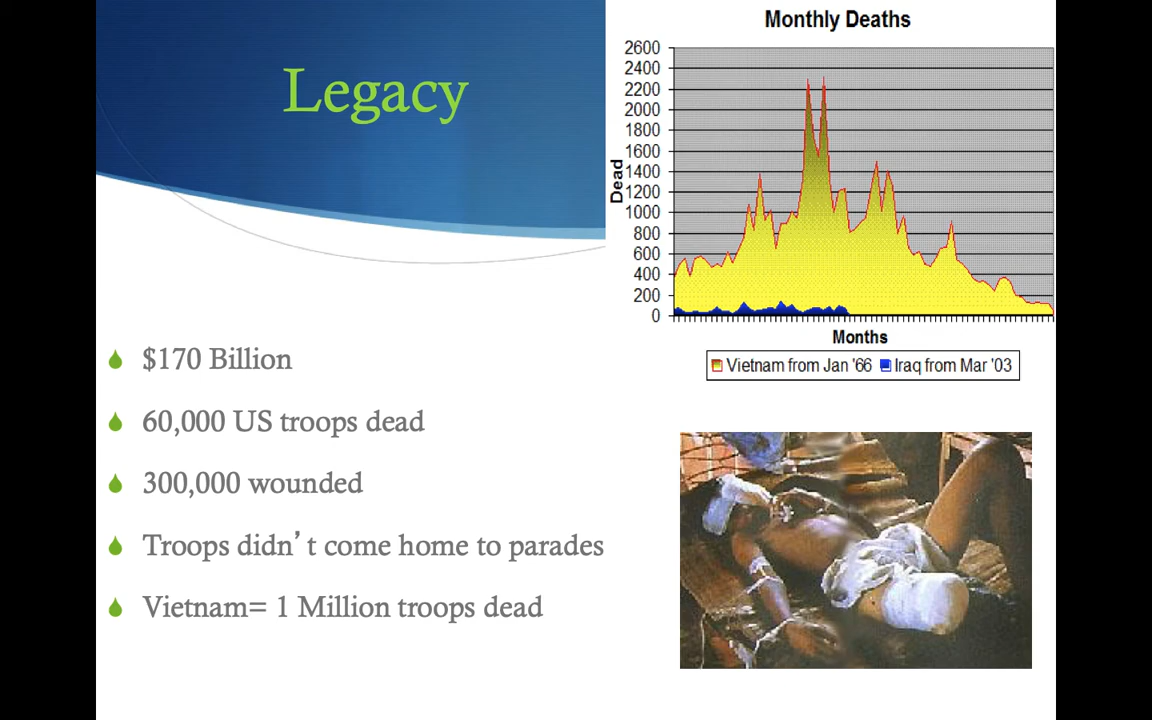 Legacy
$170 Billion
60,000 US troops dead
300,000 wounded
Troops didn’t come home to parades
Vietnam= 1 Million troops dead
Monthly Deaths
2600
2400
2200
2000
1800
1600
1400
1200
1000
800
600
400
200
0
Dead
Months
Vietnam from Jan '66 Iraq from Mar '03